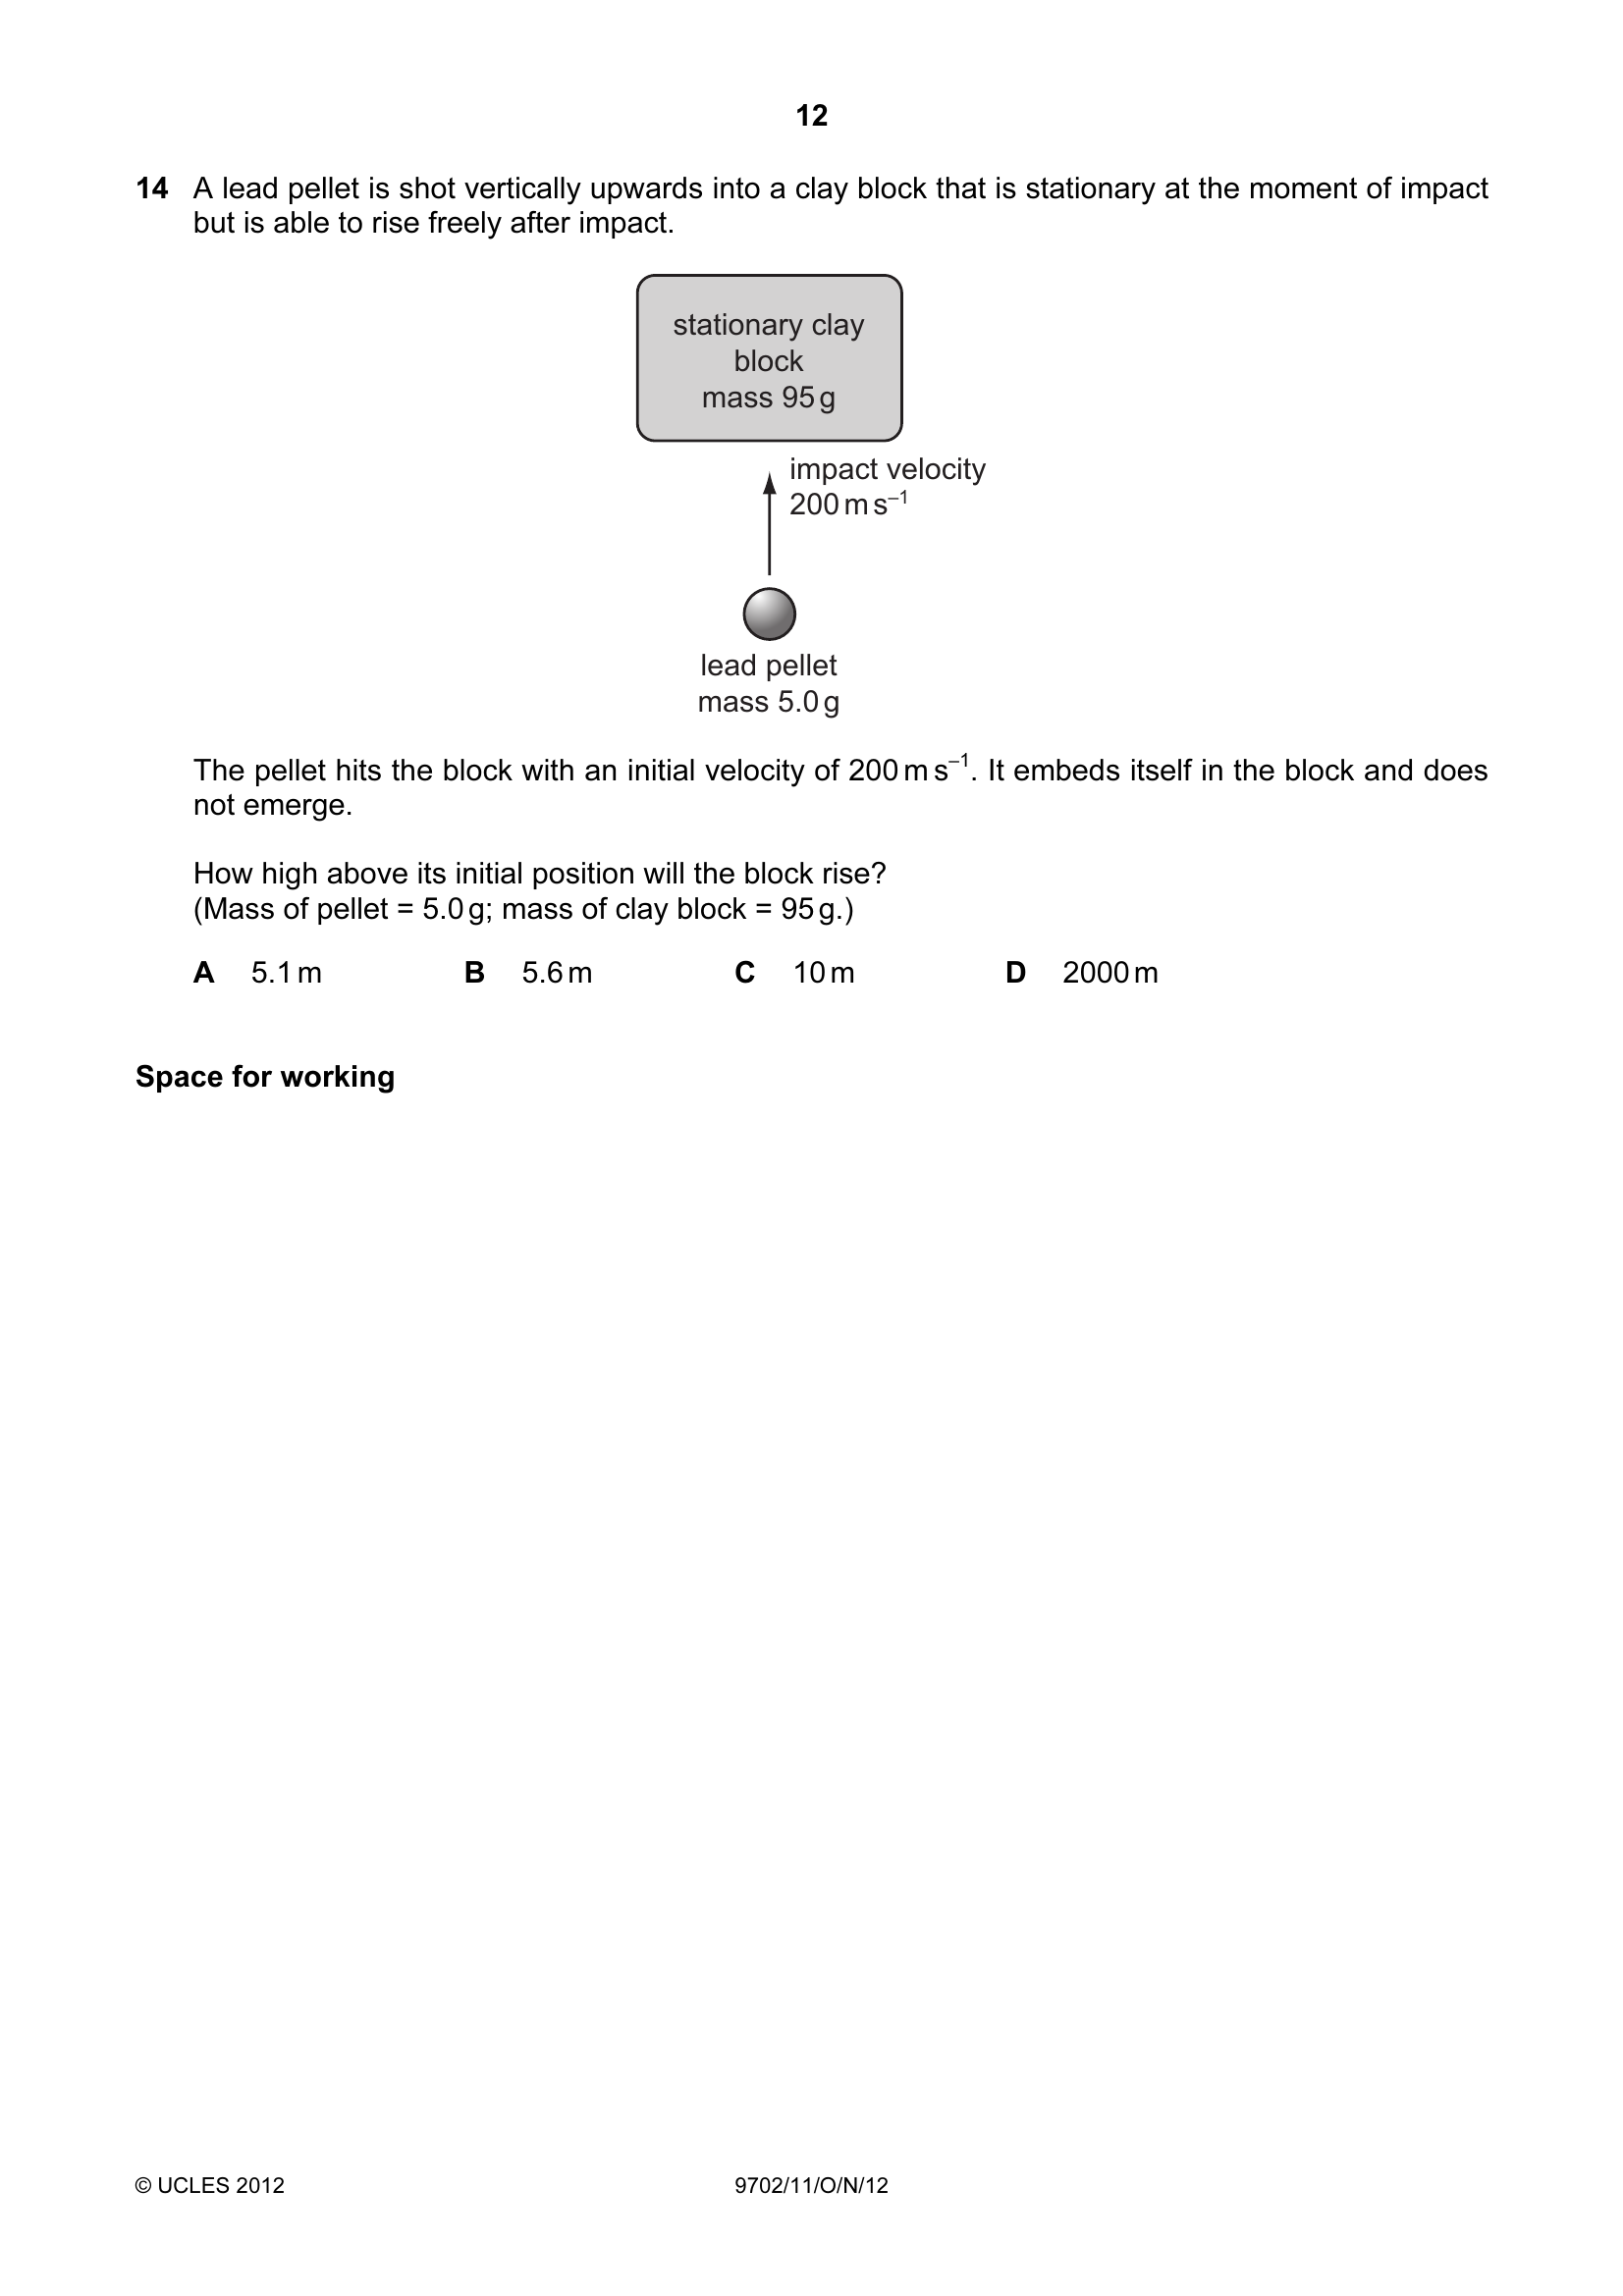 12
14 A lead pellet is shot vertically upwards into a clay block that is stationary at the moment of impact
but is able to rise freely after impact.
stationary clay
block
mass 95 g
impact velocity
200 m s⁻¹
lead pellet
mass 5.0 g
The pellet hits the block with an initial velocity of 200 m s⁻¹. It embeds itself in the block and does
not emerge.
How high above its initial position will the block rise?
(Mass of pellet = 5.0 g; mass of clay block = 95 g.)
A 5.1 m B 5.6 m C 10 m D 2000 m
Space for working
© UCLES 2012 9702/11/O/N/12